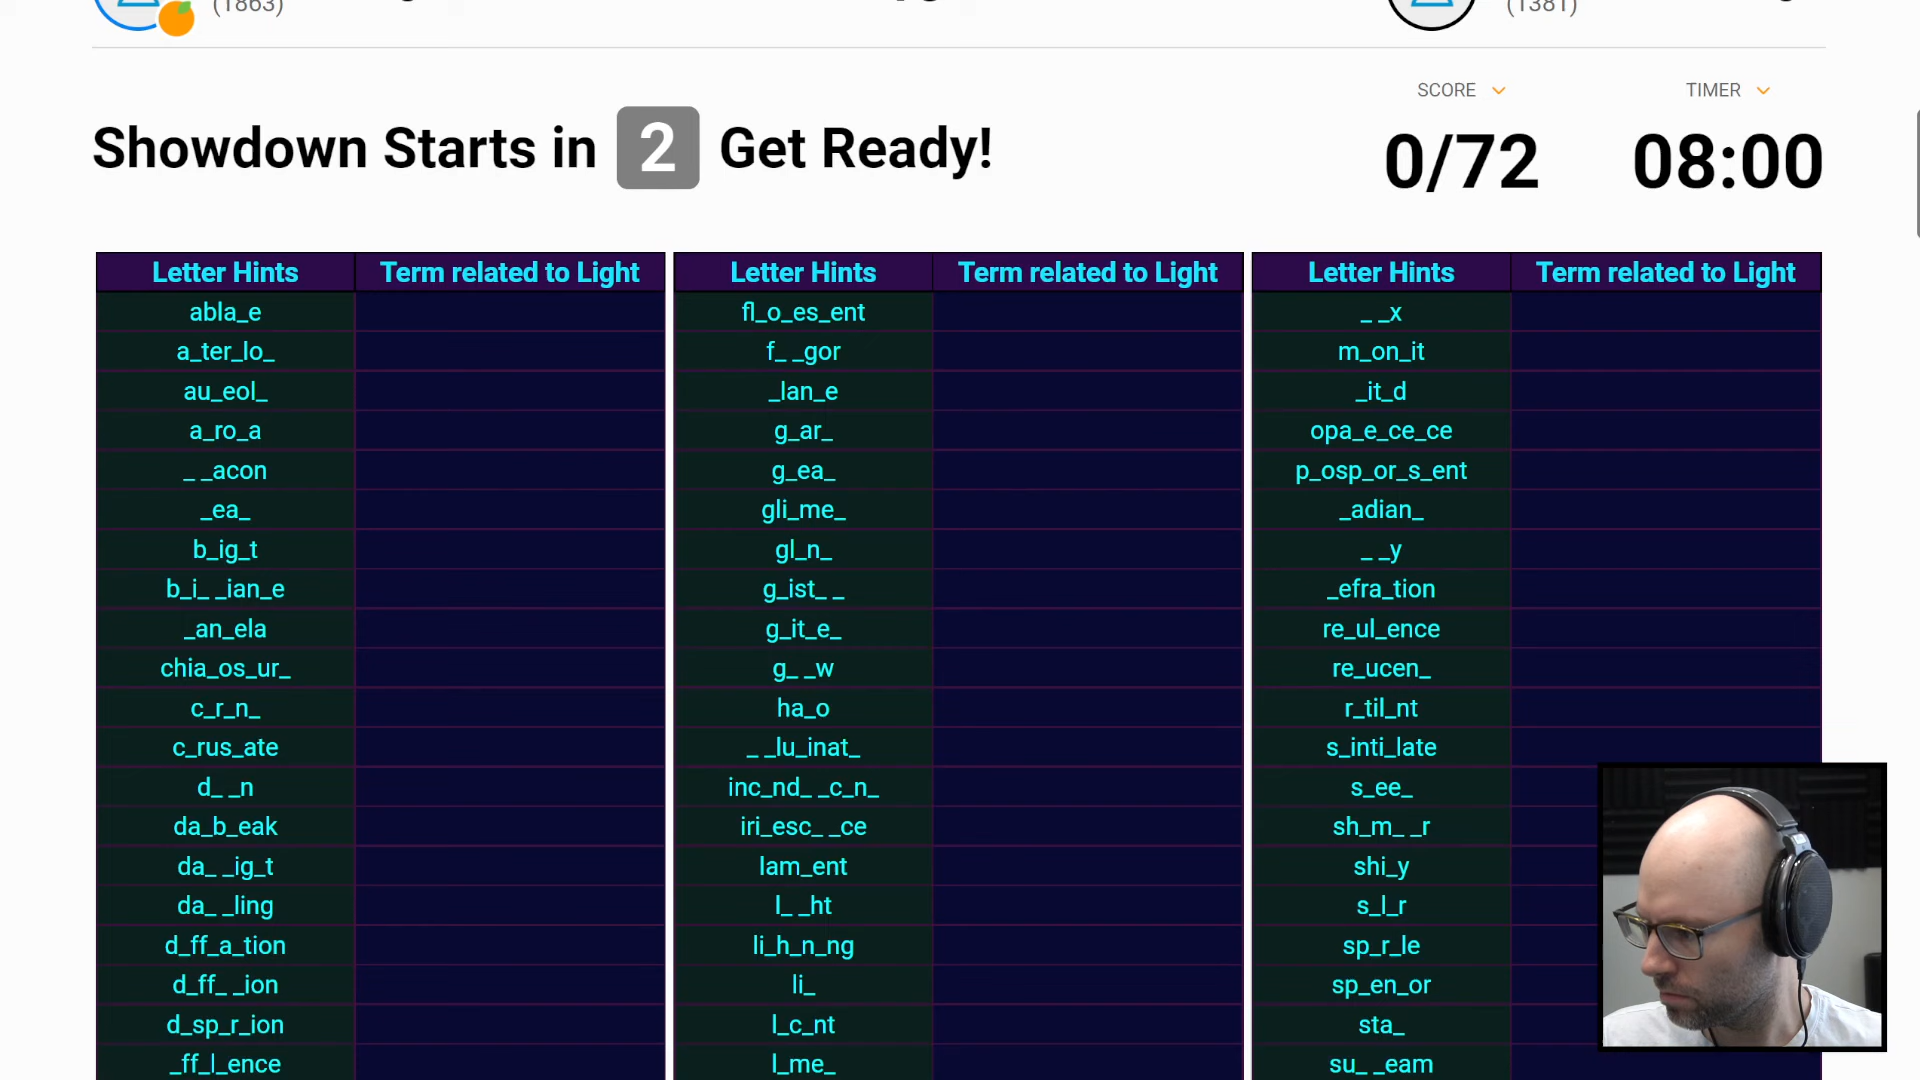 (1863)
(1381)
SCORE
TIMER
Showdown Starts in 2 Get Ready!
0/72
08:00
Letter Hints Term related to Light Letter Hints Term related to Light Letter Hints Term related to Light
abla_e fl_o_es_ent _ _x
a_ter_lo_ f_ _gor m_on_it
au_eol_ _lan_e _it_d
a_ro_a g_ar_ opa_e_ce_ce
_ _acon g_ea_ p_osp_or_s_ent
_ea_ gli_me_ _adian_
b_ig_t gl_n_ _ _y
b_i_ _ian_e g_ist_ _ _efra_tion
_an_ela g_it_e_ re_ul_ence
chia_os_ur_ g_ _w re_ucen_
c_r_n_ ha_o r_til_nt
c_rus_ate _ _lu_inat_ s_inti_late
d_ _n inc_nd_ _c_n_ s_ee_
da_b_eak iri_esc_ _ce sh_m_ _r
da_ _ig_t lam_ent shi_y
da_ _ling l_ _ht s_l_r
d_ff_a_tion li_h_n_ng sp_r_le
d_ff_ _ion li_ sp_en_or
d_sp_r_ion l_c_nt sta_
_ff_l_ence l_me_ su_ _eam